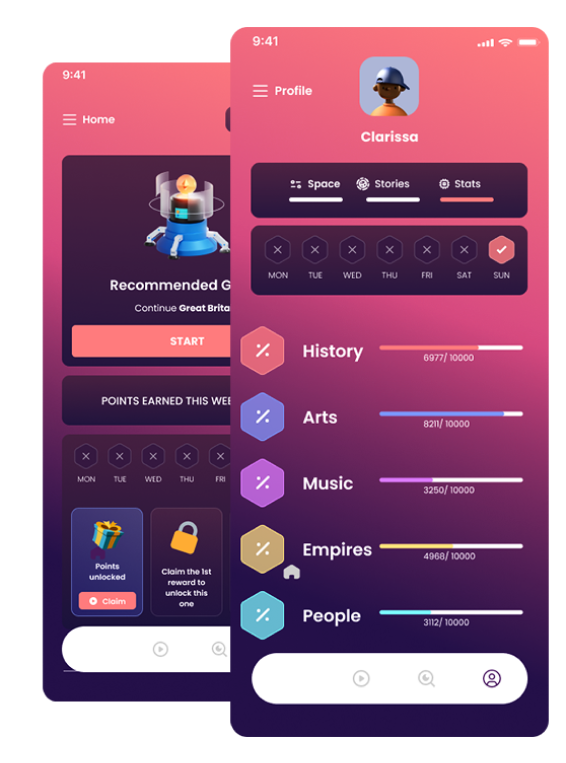 9:41
Home
Recommended G
Continue Great Brita
START
POINTS EARNED THIS WEE
MON TUE WED THU FRI
Points
unlocked
Claim
Claim the 1st
reward to
unlock this
one
9:41
Profile
Clarissa
Space Stories Stats
MON TUE WED THU FRI SAT SUN
History
6977/ 10000
Arts
8211/ 10000
Music
3250/ 10000
Empires
4968/ 10000
People
3112/ 10000